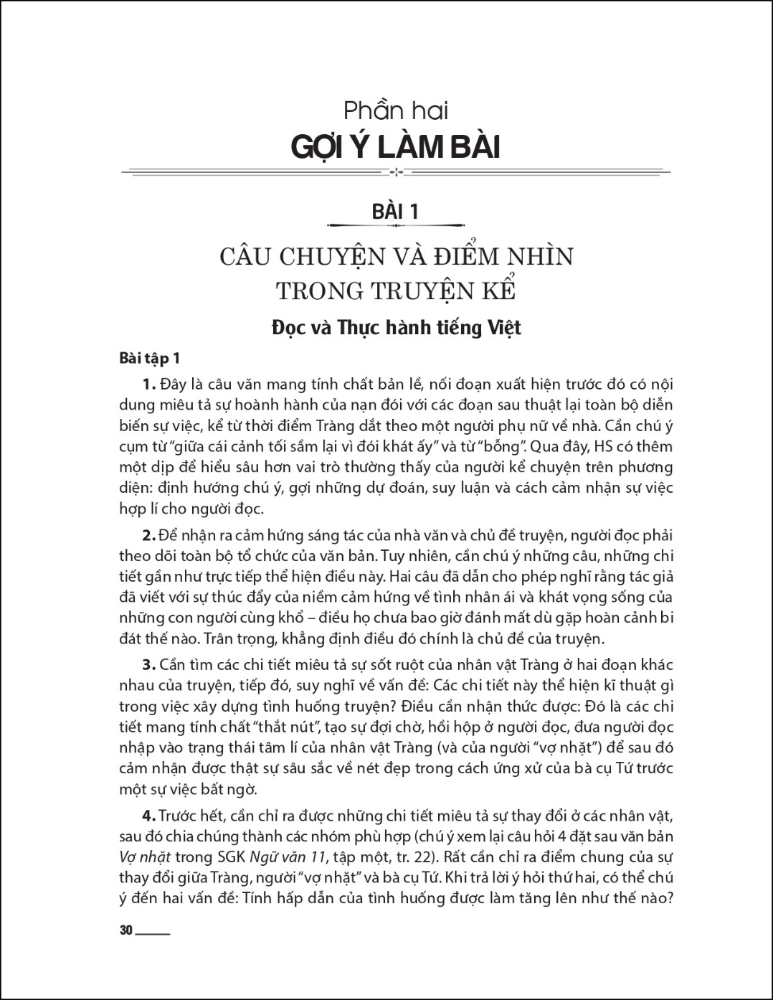 Phần hai
GỢI Ý LÀM BÀI
BÀI 1
CÂU CHUYỆN VÀ ĐIỂM NHÌN
TRONG TRUYỆN KỂ
Đọc và Thực hành tiếng Việt
Bài tập 1
1. Đây là câu văn mang tính chất bản lề, nối đoạn xuất hiện trước đó có nội
dung miêu tả sự hoành hành của nạn đói với các đoạn sau thuật lại toàn bộ diễn
biến sự việc, kể từ thời điểm Tràng dắt theo một người phụ nữ về nhà. Cần chú ý
cụm từ “giữa cái cảnh tối sầm lại vì đói khát ấy” và từ “bỗng”. Qua đây, HS có thêm
một dịp để hiểu sâu hơn vai trò thường thấy của người kể chuyện trên phương
diện: định hướng chú ý, gợi những dự đoán, suy luận và cách cảm nhận sự việc
hợp lí cho người đọc.
2. Để nhận ra cảm hứng sáng tác của nhà văn và chủ đề truyện, người đọc phải
theo dõi toàn bộ tổ chức của văn bản. Tuy nhiên, cần chú ý những câu, những chi
tiết gần như trực tiếp thể hiện điều này. Hai câu đã dẫn cho phép nghĩ rằng tác giả
đã viết với sự thúc đẩy của niềm cảm hứng về tình nhân ái và khát vọng sống của
những con người cùng khổ – điều họ chưa bao giờ đánh mất dù gặp hoàn cảnh bi
đát thế nào. Trân trọng, khẳng định điều đó chính là chủ đề của truyện.
3. Cần tìm các chi tiết miêu tả sự sốt ruột của nhân vật Tràng ở hai đoạn khác
nhau của truyện, tiếp đó, suy nghĩ về vấn đề: Các chi tiết này thể hiện kĩ thuật gì
trong việc xây dựng tình huống truyện? Điều cần nhận thức được: Đó là các chi
tiết mang tính chất “thắt nút”, tạo sự đợi chờ, hồi hộp ở người đọc, đưa người đọc
nhập vào trạng thái tâm lí của nhân vật Tràng (và của người “vợ nhặt”) để sau đó
cảm nhận được thật sự sâu sắc về nét đẹp trong cách ứng xử của bà cụ Tứ trước
một sự việc bất ngờ.
4. Trước hết, cần chỉ ra được những chi tiết miêu tả sự thay đổi ở các nhân vật,
sau đó chia chúng thành các nhóm phù hợp (chú ý xem lại câu hỏi 4 đặt sau văn bản
Vợ nhặt trong SGK Ngữ văn 11, tập một, tr. 22). Rất cần chỉ ra điểm chung của sự
thay đổi giữa Tràng, người “vợ nhặt” và bà cụ Tứ. Khi trả lời ý hỏi thứ hai, có thể chú
ý đến hai vấn đề: Tính hấp dẫn của tình huống được làm tăng lên như thế nào?
30